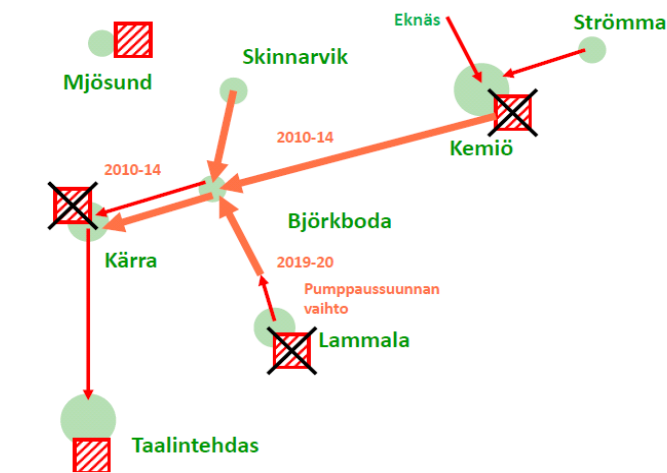 Eknäs
Strömma
Skinnarvik
Mjösund
2010-14
Kemiö
2010-14
Björkboda
Kärra
2019-20
Pumppaussuunnan
vaihto
Lammala
Taalintehdas